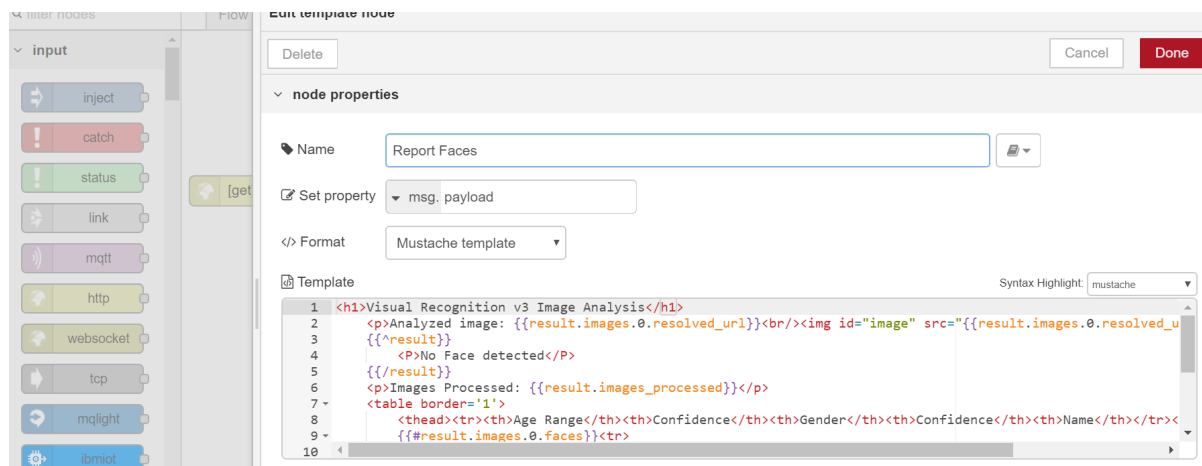 filter nodes
Flow
Edit template node
input
Delete
Cancel
Done
node properties
inject
catch
status
link
mqtt
http
websocket
tcp
mqlight
ibmiot
[get
Name
Report Faces
Set property
msg. payload
</> Format
Mustache template
Template
Syntax Highlight: mustache
1 <h1>Visual Recognition v3 Image Analysis</h1>
2 <p>Analyzed image: {{result.images.0.resolved_url}}<br/><img id="image" src="{{result.images.0.resolved_u
3 {{^result}}
4 <P>No Face detected</P>
5 {{/result}}
6 <p>Images Processed: {{result.images_processed}}</p>
7 <table border='1'>
8 <thead><tr><th>Age Range</th><th>Confidence</th><th>Gender</th><th>Confidence</th><th>Name</th></tr><
9 {{#result.images.0.faces}}<tr>
10